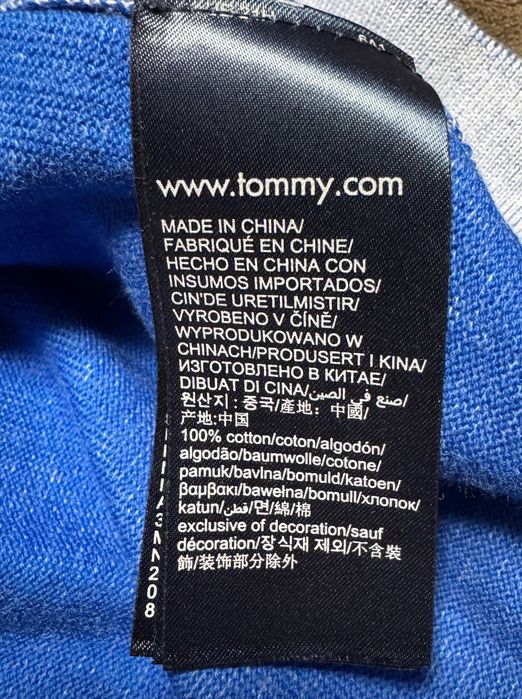 www.tommy.com
MADE IN CHINA/
FABRIQUÉ EN CHINE/
HECHO EN CHINA CON
INSUMOS IMPORTADOS/
CIN'DE URETILMISTIR/
VYROBENO V ČÍNĚ/
WYPRODUKOWANO W
CHINACH/PRODUSERT I KINA/
ИЗГОТОВЛЕНО В КИТАЕ/
DIBUAT DI CINA/صنع في الصين/
원산지 : 중국/產地: 中國/
产地:中国
100% cotton/coton/algodón/
algodão/baumwolle/cotone/
pamuk/bavlna/bomuld/katoen/
βαμβακι/bawełna/bomull/хлопок/
katun/قطن/면/綿/棉
exclusive of decoration/sauf
décoration/장식재 제외/不含裝
飾/装饰部分除外